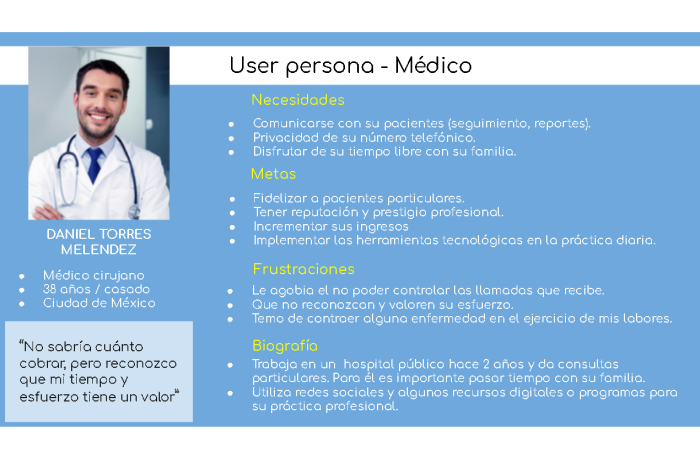 User persona - Médico
DANIEL TORRES
MELENDEZ
Médico cirujano
38 años / casado
Ciudad de México
“No sabría cuánto
cobrar, pero reconozco
que mi tiempo y
esfuerzo tiene un valor”
Necesidades
Comunicarse con su pacientes (seguimiento, reportes).
Privacidad de su número telefónico.
Disfrutar de su tiempo libre con su familia.
Metas
Fidelizar a pacientes particulares.
Tener reputación y prestigio profesional.
Incrementar sus ingresos
Implementar las herramientas tecnológicas en la práctica diaria.
Frustraciones
Le agobia el no poder controlar las llamadas que recibe.
Que no reconozcan y valoren su esfuerzo.
Temo de contraer alguna enfermedad en el ejercicio de mis labores.
Biografía
Trabaja en un hospital público hace 2 años y da consultas
particulares. Para él es importante pasar tiempo con su familia.
Utiliza redes sociales y algunos recursos digitales o programas para
su práctica profesional.